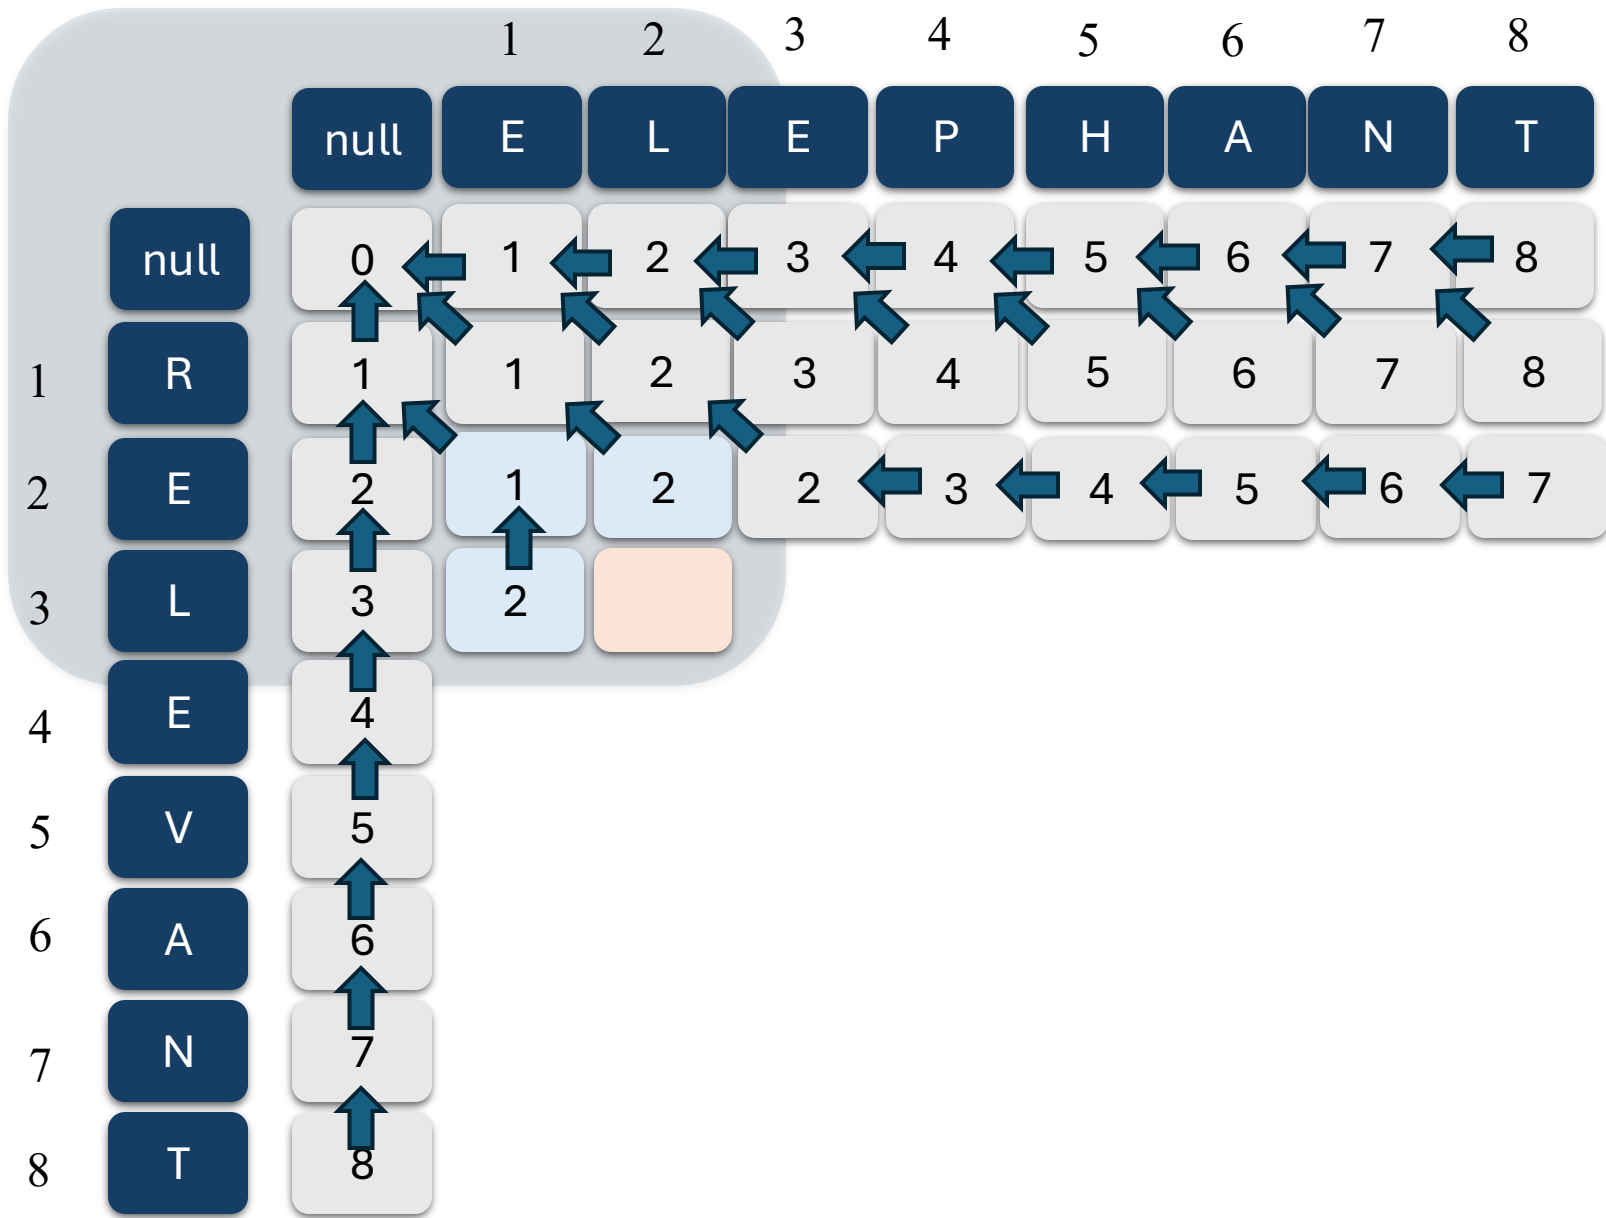 1 2 3 4 5 6 7 8
null E L E P H A N T
null 0 1 2 3 4 5 6 7 8
1 R 1 1 2 3 4 5 6 7 8
2 E 2 1 2 2 3 4 5 6 7
3 L 3 2
4 E 4
5 V 5
6 A 6
7 N 7
8 T 8